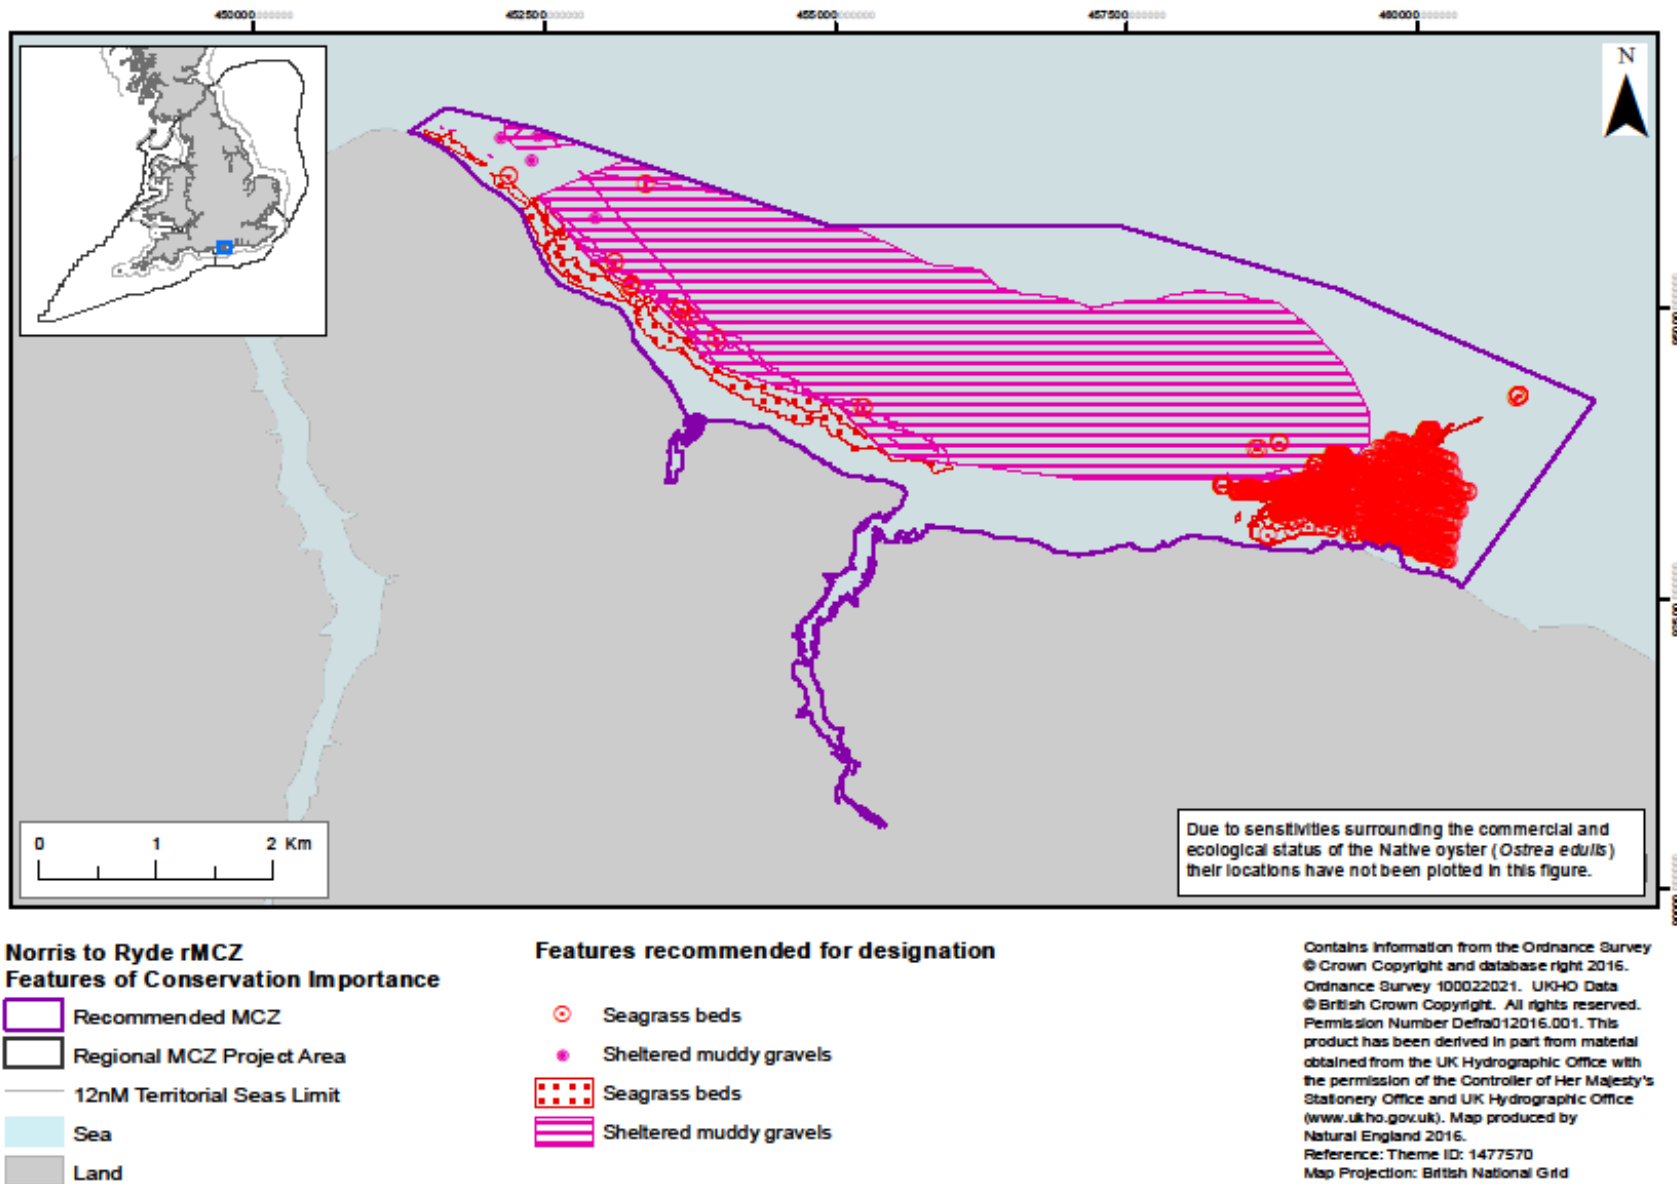 450000
452500
455000
457500
460000
N
0 1 2 Km
Due to sensitivities surrounding the commercial and
ecological status of the Native oyster (Ostrea edulis)
their locations have not been plotted in this figure.
Norris to Ryde rMCZ
Features of Conservation Importance
Recommended MCZ
Regional MCZ Project Area
12nM Territorial Seas Limit
Sea
Land
Features recommended for designation
Seagrass beds
Sheltered muddy gravels
Seagrass beds
Sheltered muddy gravels
Contains information from the Ordnance Survey
© Crown Copyright and database right 2016.
Ordnance Survey 100022021. UKHO Data
© British Crown Copyright. All rights reserved.
Permission Number Defra012016.001. This
product has been derived in part from material
obtained from the UK Hydrographic Office with
the permission of the Controller of Her Majesty's
Stationery Office and UK Hydrographic Office
(www.ukho.gov.uk). Map produced by
Natural England 2016.
Reference: Theme ID: 1477570
Map Projection: British National Grid